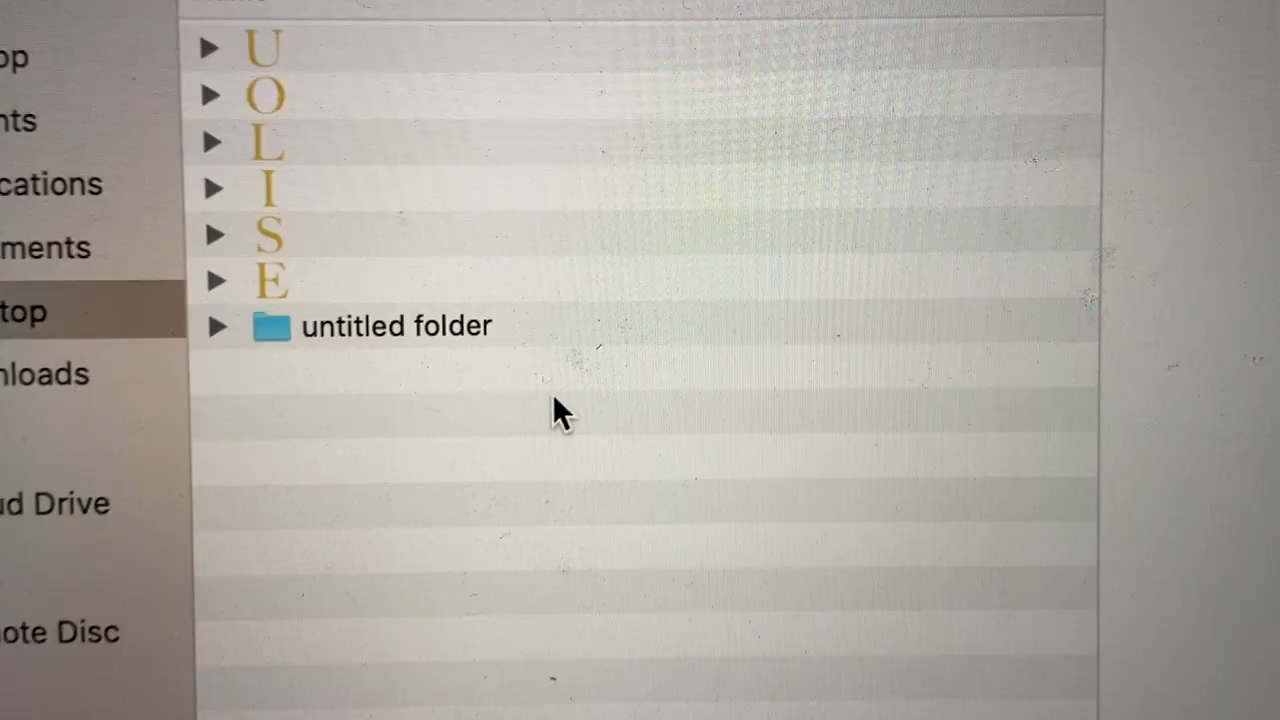 op
U
nts
O
L
cations
I
ments
S
top
E
untitled folder
nloads
ud Drive
ote Disc